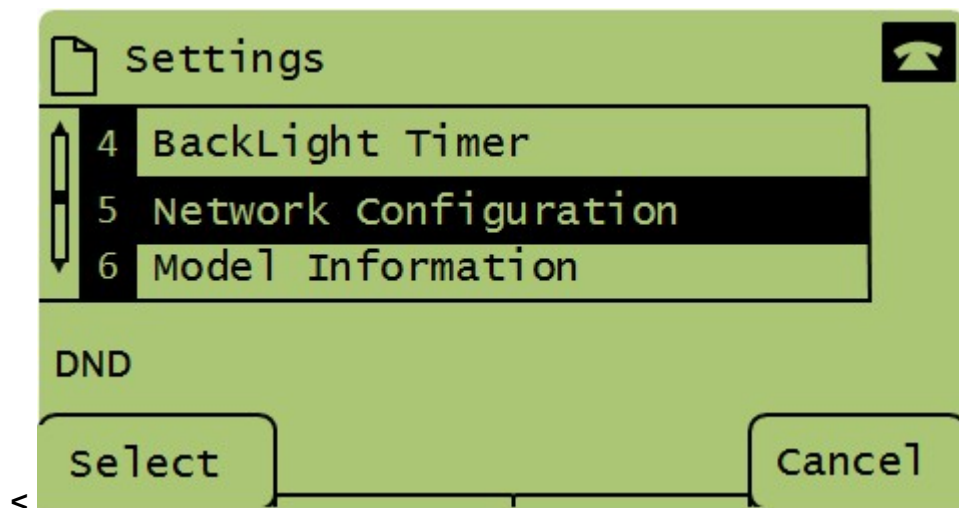 Settings
4 BackLight Timer
5 Network Configuration
6 Model Information
DND
Select Cancel
<